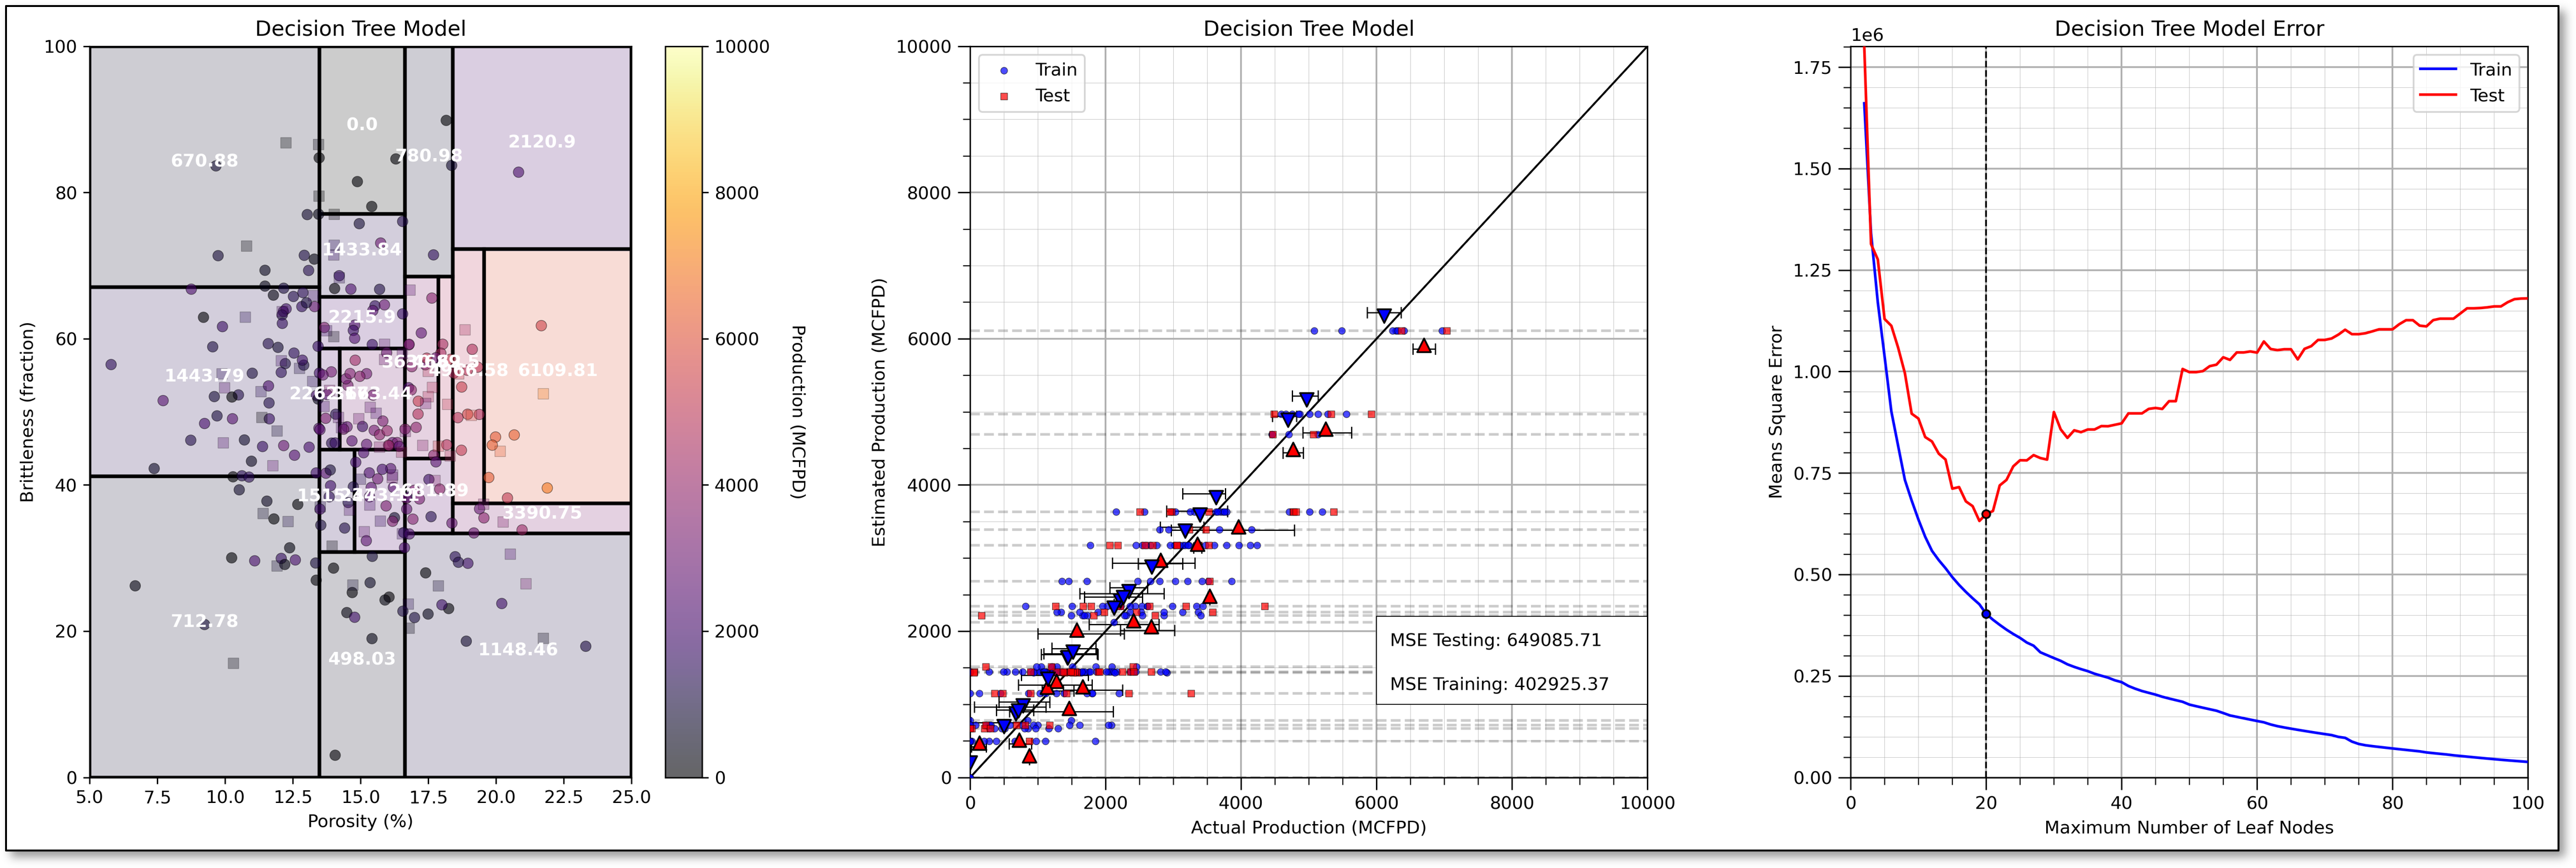 Decision Tree Model
100
80
60
40
20
0
Brittleness (fraction)
0.0
2120.9
780.98
670.88
1433.84
2215.9
6109.81
1443.79
3390.75
712.78
1148.46
498.03
5.0 7.5 10.0 12.5 15.0 17.5 20.0 22.5 25.0
Porosity (%)
10000
8000
6000
4000
2000
0
Production (MCFPD)
Decision Tree Model
Train
Test
10000
8000
6000
4000
2000
0
Estimated Production (MCFPD)
MSE Testing: 649085.71
MSE Training: 402925.37
0 2000 4000 6000 8000 10000
Actual Production (MCFPD)
Decision Tree Model Error
1e6
Train
Test
1.75
1.50
1.25
1.00
0.75
0.50
0.25
0.00
Means Square Error
0 20 40 60 80 100
Maximum Number of Leaf Nodes